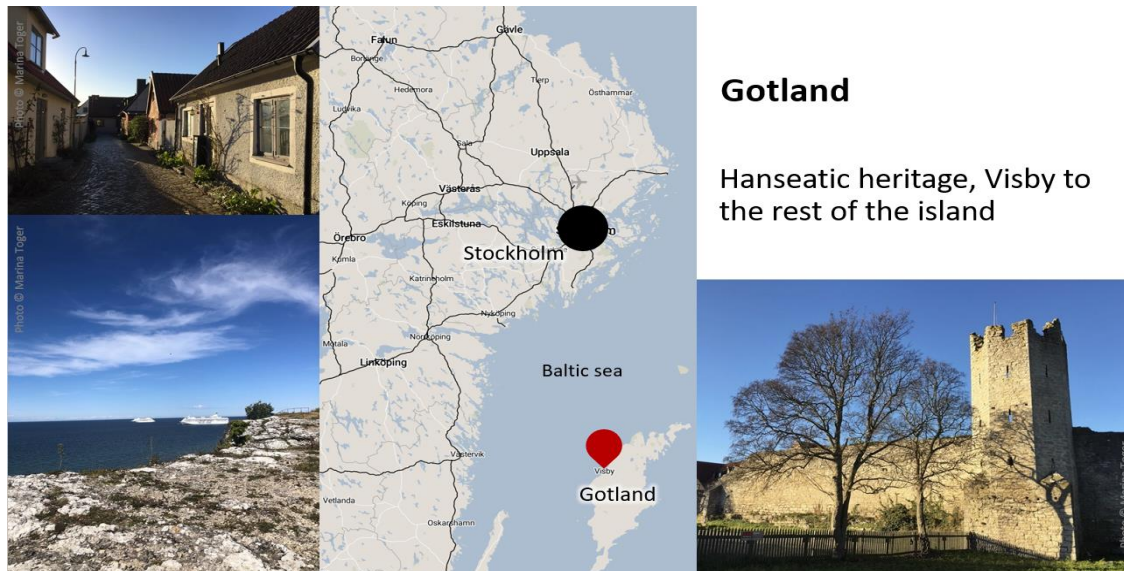 Photo © Marina Toger
Photo © Marina Toger
Gävle
Falun
Borlänge
Tierp
Hedemora
Östhammar
Ludvika
Sala
Uppsala
Västerås
Köping
Eskilstuna
Örebro
Stockholm
Kumla
Katrineholm
Nyköping
Norrköping
Motala
Linköping
Baltic sea
Västervik
Visby
Gotland
Vetlanda
Oskarshamn
Gotland
Hanseatic heritage, Visby to
the rest of the island